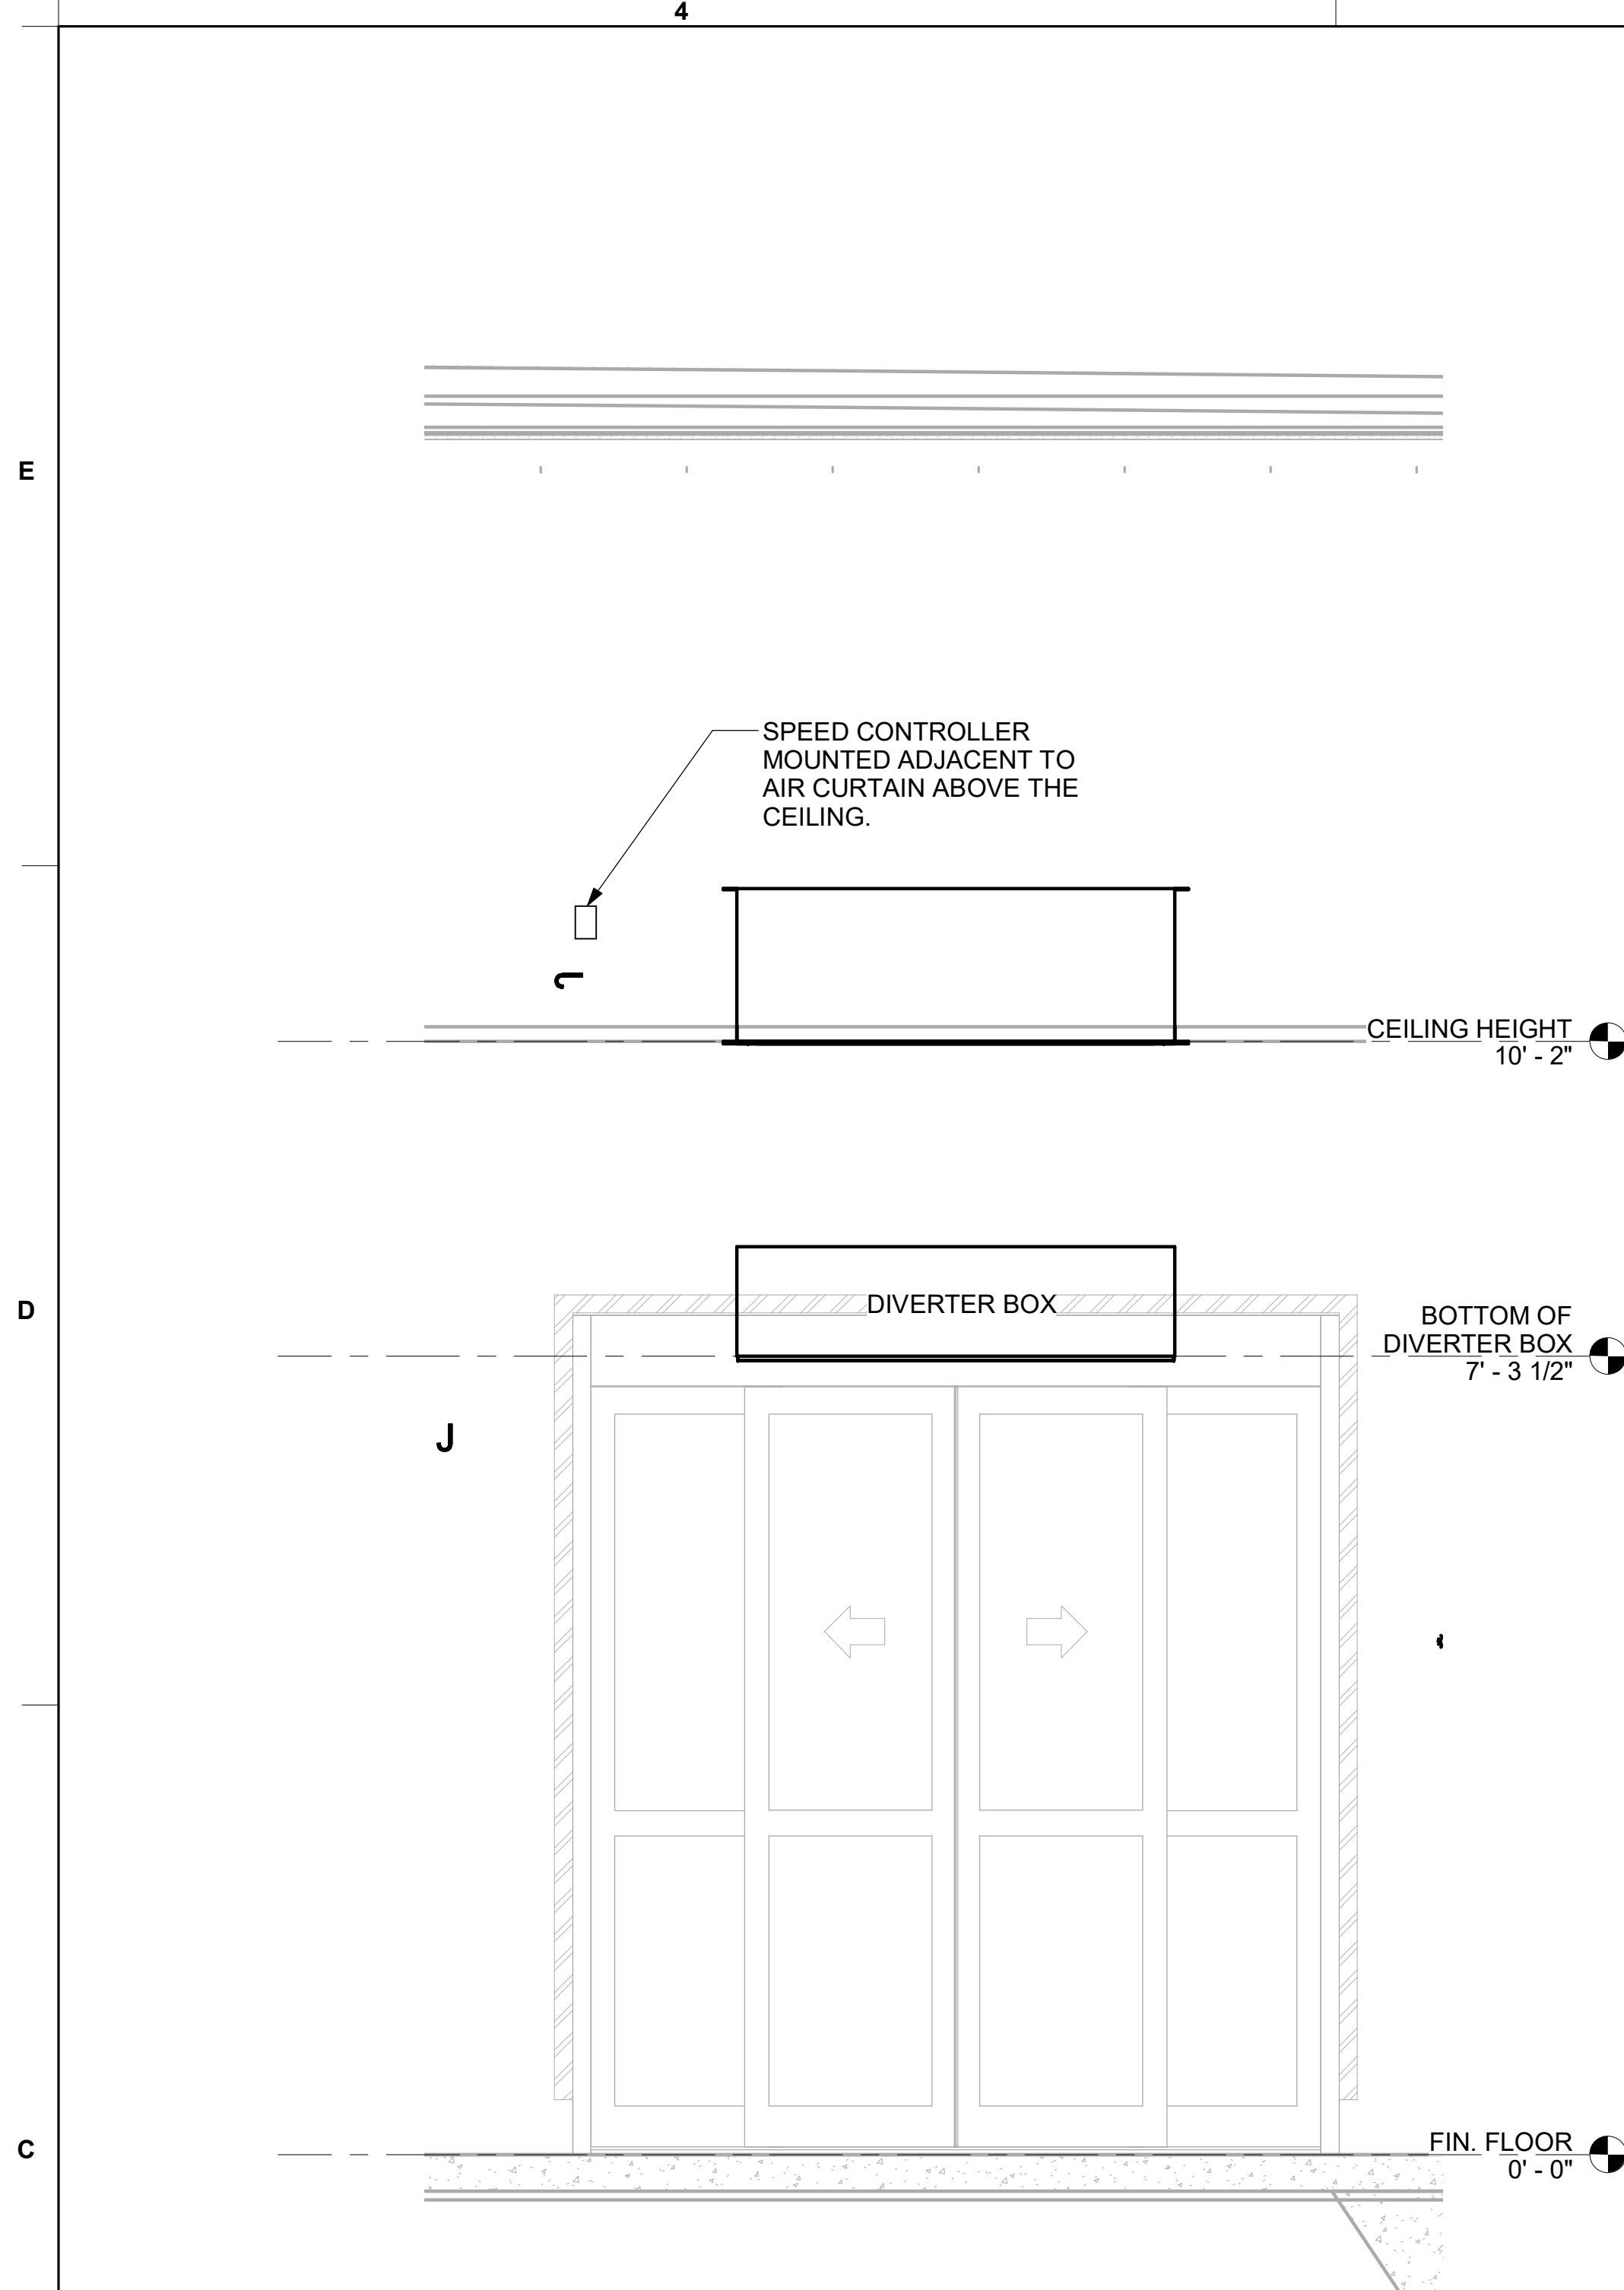 4
E
SPEED CONTROLLER
MOUNTED ADJACENT TO
AIR CURTAIN ABOVE THE
CEILING.
CEILING HEIGHT
10' - 2"
D
DIVERTER BOX
BOTTOM OF
DIVERTER BOX
7' - 3 1/2"
J
C
FIN. FLOOR
0' - 0"